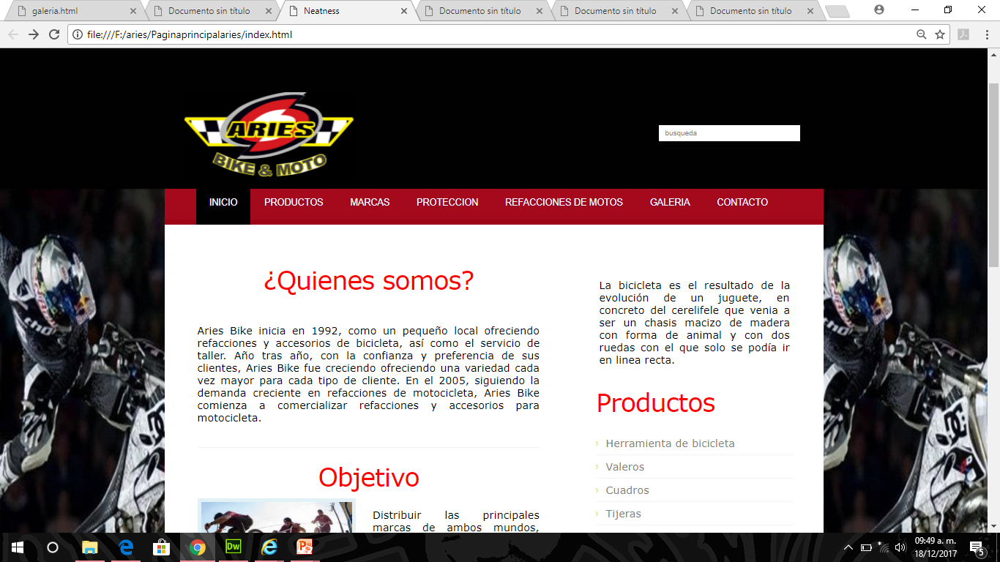 galeria.html
Documento sin título
Neatness
Documento sin título
Documento sin título
Documento sin título
file:///F:/aries/Paginaprincipalaries/index.html
ARIES
BIKE & MOTO
busqueda
INICIO
PRODUCTOS
MARCAS
PROTECCION
REFACCIONES DE MOTOS
GALERIA
CONTACTO
¿Quienes somos?
Aries Bike inicia en 1992, como un pequeño local ofreciendo
refacciones y accesorios de bicicleta, así como el servicio de
taller. Año tras año, con la confianza y preferencia de sus
clientes, Aries Bike fue creciendo ofreciendo una variedad cada
vez mayor para cada tipo de cliente. En el 2005, siguiendo la
demanda creciente en refacciones de motocicleta, Aries Bike
comienza a comercializar refacciones y accesorios para
motocicleta.
Objetivo
Distribuir las principales
marcas de ambos mundos,
La bicicleta es el resultado de la
evolución de un juguete, en
concreto del cerelifele que venia a
ser un chasis macizo de madera
con forma de animal y con dos
ruedas con el que solo se podía ir
en linea recta.
Productos
Herramienta de bicicleta
Valeros
Cuadros
Tijeras
Dw
09:49 a. m.
18/12/2017
5